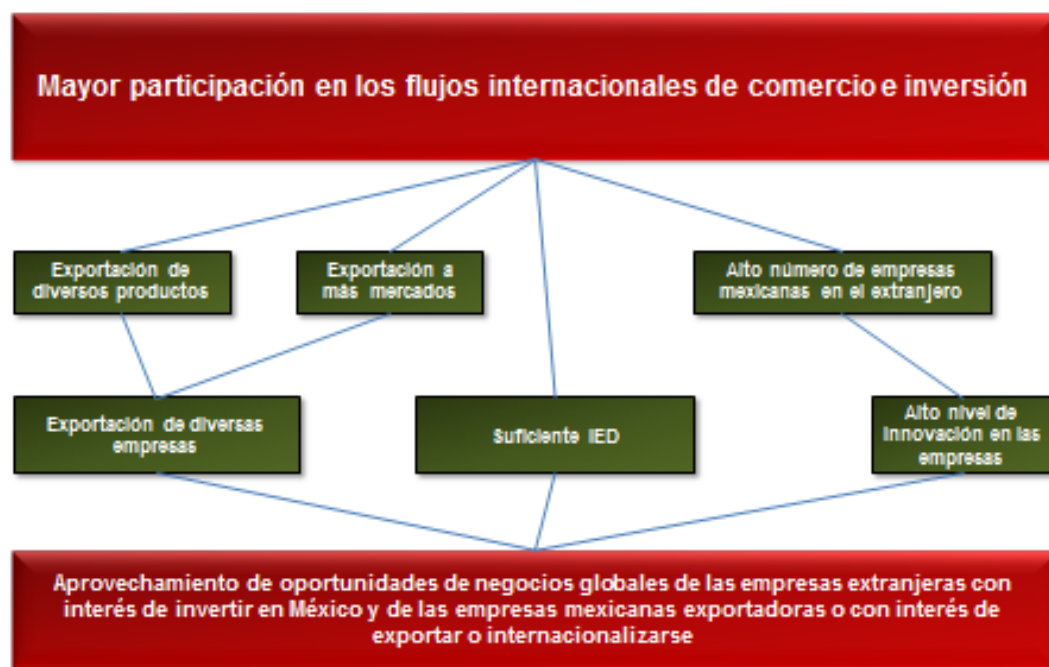 Mayor participación en los flujos internacionales de comercio e inversión
Exportación de
diversos productos
Exportación a
más mercados
Alto número de empresas
mexicanas en el extranjero
Exportación de diversas
empresas
Suficiente IED
Alto nivel de
innovación en las
empresas
Aprovechamiento de oportunidades de negocios globales de las empresas extranjeras con
interés de invertir en México y de las empresas mexicanas exportadoras o con interés de
exportar o internacionalizarse